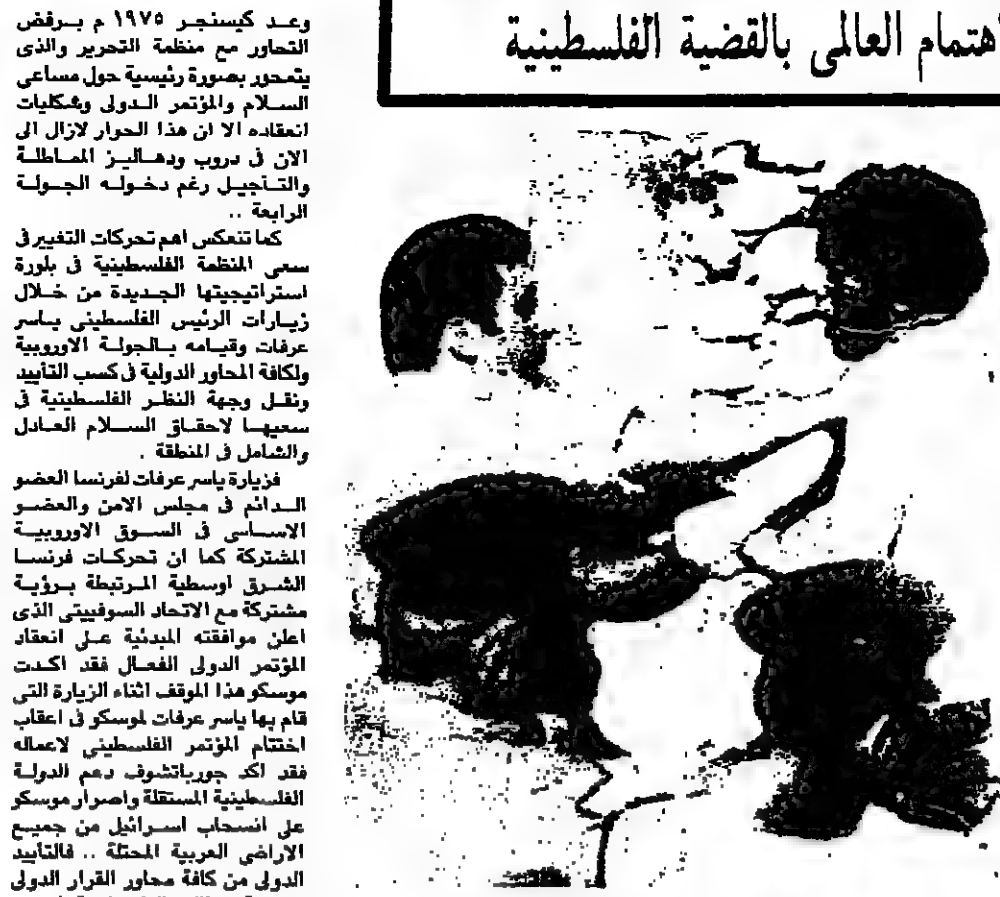 اهتمام العالمى بالقضية الفلسطينية
وعد كيسنجر ١٩٧٥ م برفض
التحاور مع منظمة التحرير والذى
يتمحور بصورة رئيسية حول مساعى
السلام والمؤتمر الدولى وشكليات
انعقاده الا ان هذا الحوار لازال الى
الان فى دروب ودهاليز المماطلة
والتاجيل رغم دخوله الجولة
الرابعة ..
كما تنعكس اهم تحركات التغيير فى
سعى المنظمة الفلسطينية فى بلورة
استراتيجيتها الجديدة من خلال
زيارات الرئيس الفلسطينى ياسر
عرفات وقيامه بالجولة الاوروبية
ولكافة المحاور الدولية فى كسب التأييد
ونقل وجهة النظر الفلسطينية فى
سعيها لاحقاق السلام العادل
والشامل فى المنطقة .
فزيارة ياسر عرفات لفرنسا العضو
الدائم فى مجلس الامن والعضو
الاساسى فى السوق الاوروبية
المشتركة كما ان تحركات فرنسا
الشرق اوسطية المرتبطة برؤية
مشتركة مع الاتحاد السوفييتى الذى
اعلن موافقته المبدئية على انعقاد
المؤتمر الدولى الفعال فقد اكدت
موسكو هذا الموقف اثناء الزيارة التى
قام بها ياسر عرفات لموسكو فى اعقاب
اختتام المؤتمر الفلسطيني لاعماله
فقد اكد جورباتشوف دعم الدولة
الفلسطينية المستقلة واصرار موسكو
على انسحاب اسرائيل من جميع
الاراضى العربية المحتلة .. فالتأييد
الدولى من كافة محاور القرار الدولى